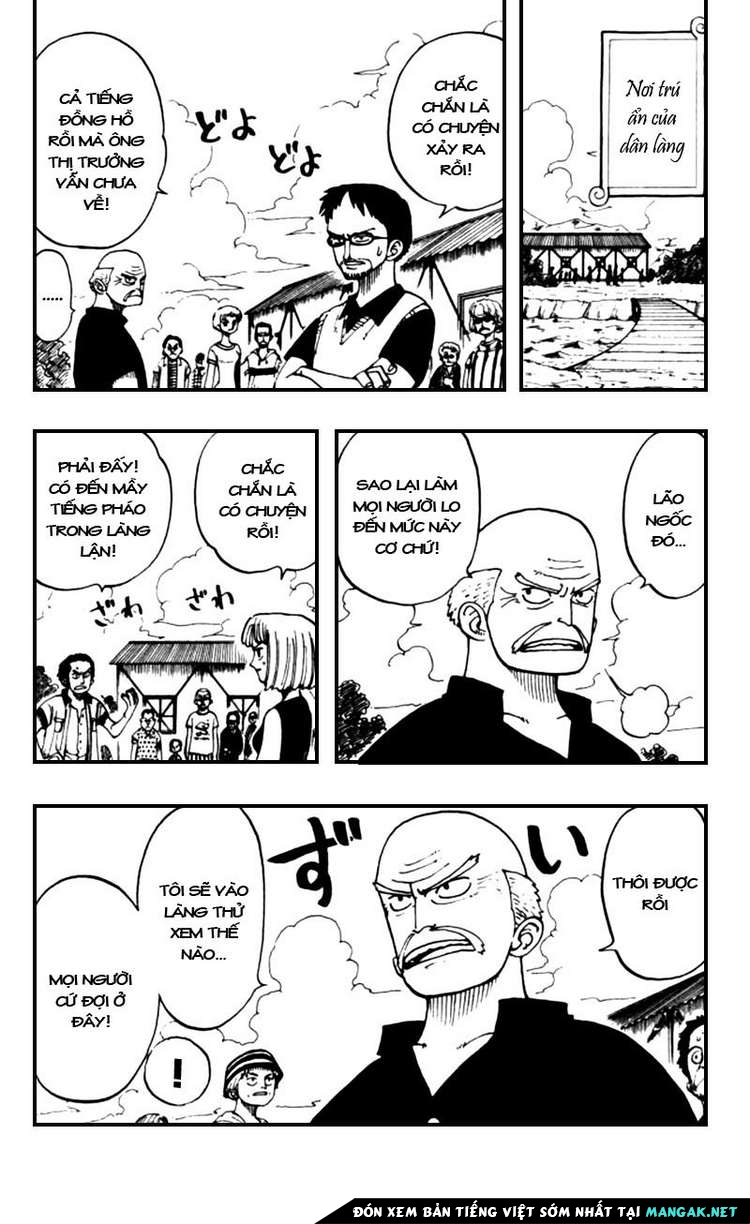 Nơi trú
ẩn của
dân làng
CHẮC
CHẮN LÀ
CÓ CHUYỆN
XẢY RA
RỒI!
どよ
どよ
CẢ TIẾNG
ĐỒNG HỒ
RỒI MÀ ÔNG
THỊ TRƯỞNG
VẪN CHƯA
VỀ!
......
LÃO
NGỐC
ĐÓ...
SAO LẠI LÀM
MỌI NGƯỜI LO
ĐẾN MỨC NÀY
CƠ CHỨ!
CHẮC
CHẮN LÀ
CÓ CHUYỆN
RỒI!
ざわ
PHẢI ĐẤY!
CÓ ĐẾN MẤY
TIẾNG PHÁO
TRONG LÀNG
LẬN!
ざわ
THÔI ĐƯỢC
RỒI
ずい
TÔI SẼ VÀO
LÀNG THỬ
XEM THẾ
NÀO...
MỌI NGƯỜI
CỨ ĐỢI Ở
ĐÂY!
!
ĐÓN XEM BẢN TIẾNG VIỆT SỚM NHẤT TẠI MANGAK.NET